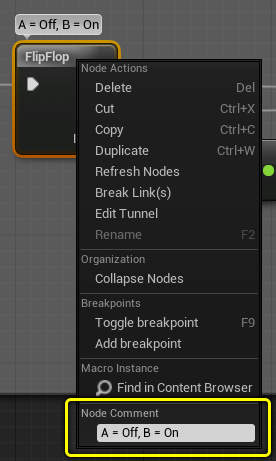 A = Off, B = On
FlipFlop
Node Actions
Delete Del
Cut Ctrl+X
Copy Ctrl+C
Duplicate Ctrl+W
Refresh Nodes
Break Link(s)
Edit Tunnel
Rename F2
Organization
Collapse Nodes
Breakpoints
Toggle breakpoint F9
Add breakpoint
Macro Instance
Find in Content Browser
Node Comment
A = Off, B = On